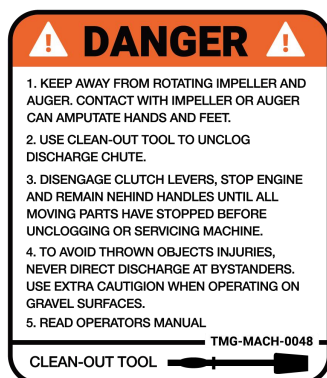 DANGER
1. KEEP AWAY FROM ROTATING IMPELLER AND
AUGER. CONTACT WITH IMPELLER OR AUGER
CAN AMPUTATE HANDS AND FEET.
2. USE CLEAN-OUT TOOL TO UNCLOG
DISCHARGE CHUTE.
3. DISENGAGE CLUTCH LEVERS, STOP ENGINE
AND REMAIN NEHIND HANDLES UNTIL ALL
MOVING PARTS HAVE STOPPED BEFORE
UNCLOGGING OR SERVICING MACHINE.
4. TO AVOID THROWN OBJECTS INJURIES,
NEVER DIRECT DISCHARGE AT BYSTANDERS.
USE EXTRA CAUTIGION WHEN OPERATING ON
GRAVEL SURFACES.
5. READ OPERATORS MANUAL
TMG-MACH-0048
CLEAN-OUT TOOL